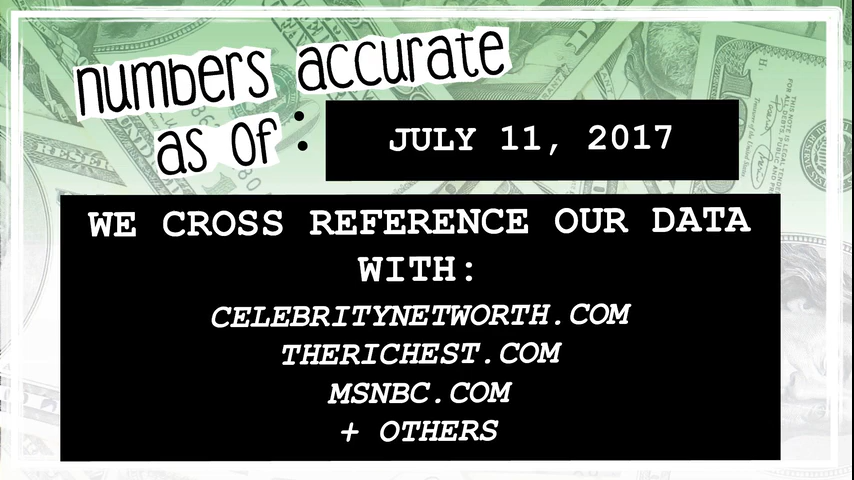 numbers accurate
as of: JULY 11, 2017
WE CROSS REFERENCE OUR DATA
WITH:
CELEBRITYNETWORTH.COM
THERICHEST.COM
MSNBC.COM
+ OTHERS